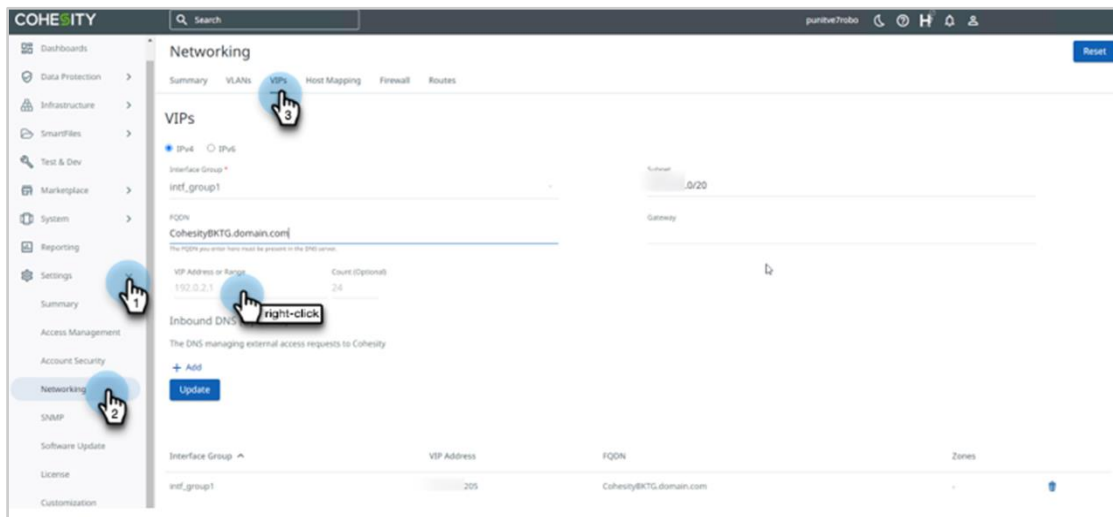 COHESITY
Search
punitve7robo
Dashboards
Data Protection
Infrastructure
SmartFiles
Test & Dev
Marketplace
System
Reporting
Settings
1
Summary
Access Management
Account Security
Networking
2
SNMP
Software Update
License
Customization
Networking
Reset
Summary VLANs VIPs Host Mapping Firewall Routes
3
VIPs
IPv4 IPv6
Interface Group *
intf_group1
Subnet
.0/20
FQDN
CohesityBKTG.domain.com
Gateway
The FQDN you enter here must be present in the DNS server.
VIP Address or Range Count (Optional)
192.0.2.1 24
right-click
Inbound DNS
The DNS managing external access requests to Cohesity
+ Add
Update
Interface Group VIP Address FQDN Zones
intf_group1 205 CohesityBKTG.domain.com -